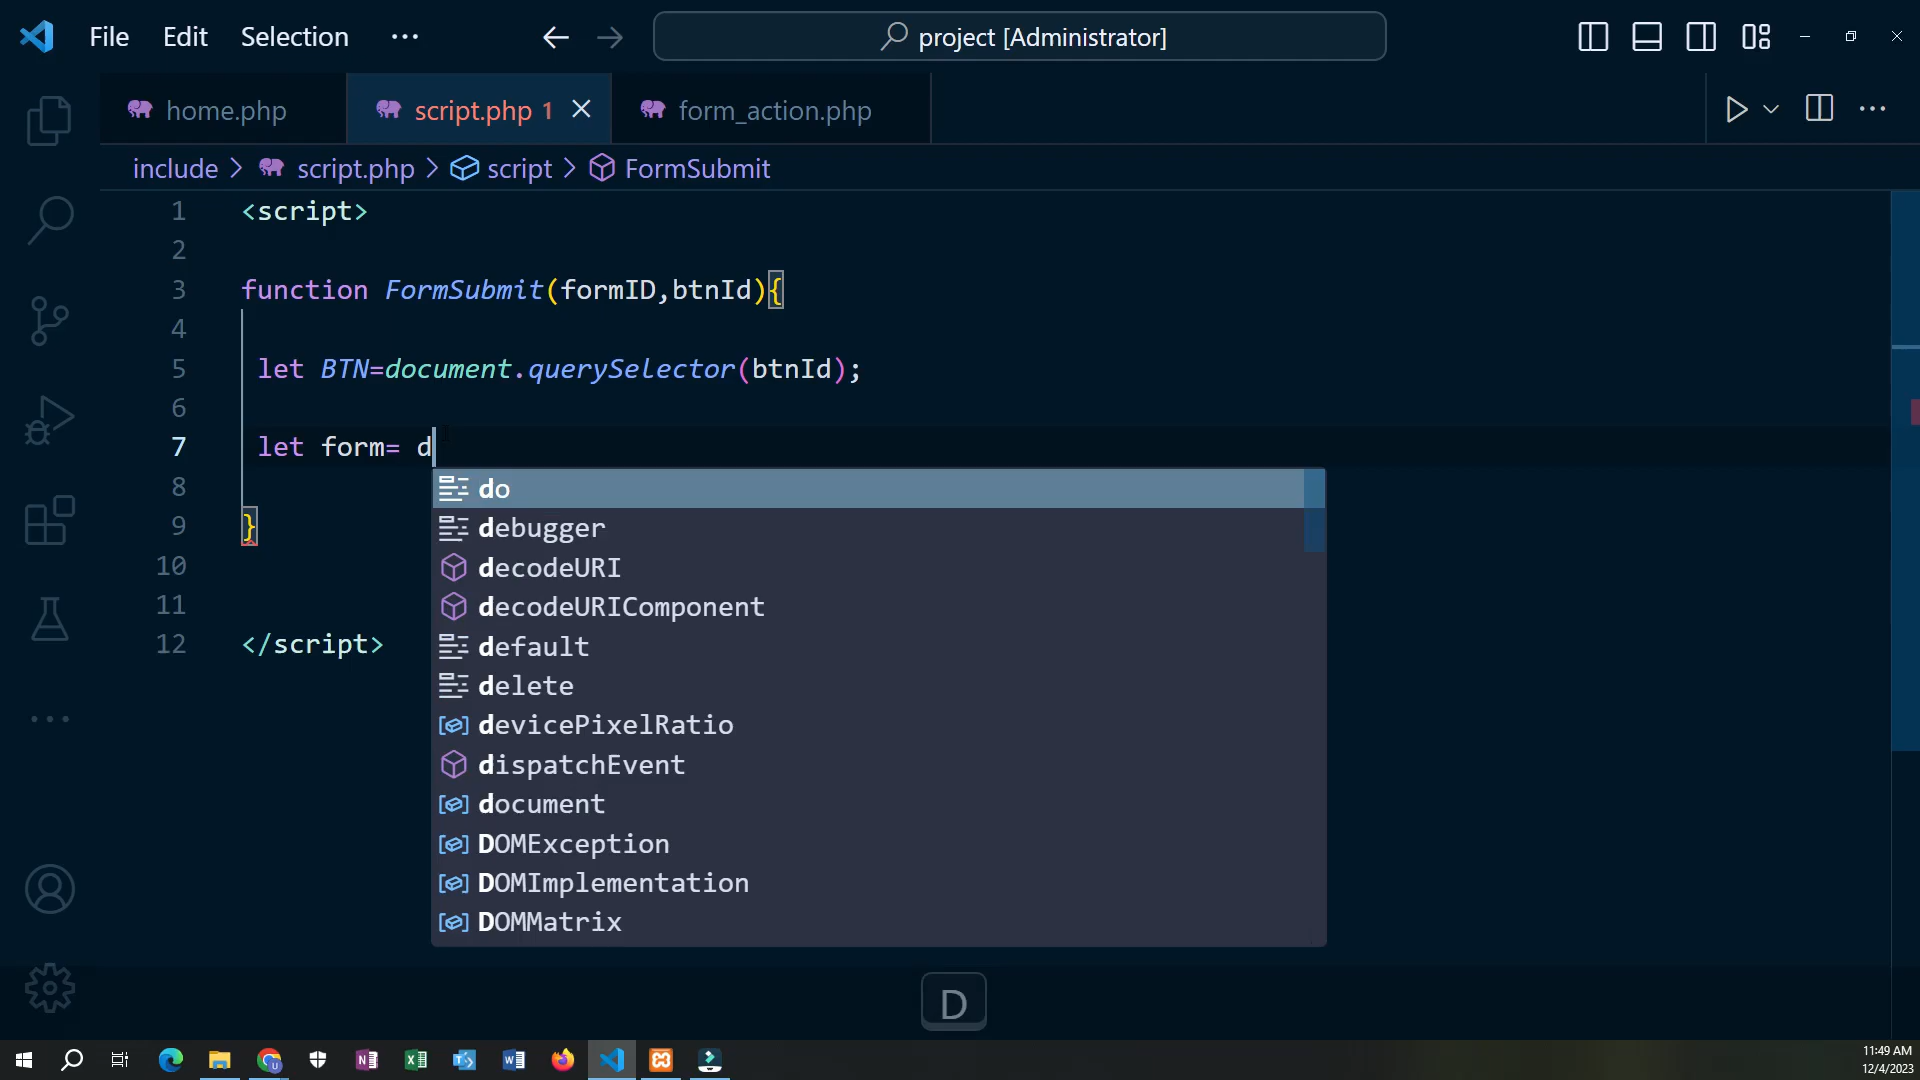 File Edit Selection ···
project [Administrator]
home.php
script.php 1
form_action.php
include > script.php > script > FormSubmit
1 <script>
2
3 function FormSubmit(formID,btnId){
4
5 let BTN=document.querySelector(btnId);
6
7 let form= d
8
9 }
10
11
12 </script>
do
debugger
decodeURI
decodeURIComponent
default
delete
devicePixelRatio
dispatchEvent
document
DOMException
DOMImplementation
DOMMatrix
D
11:49 AM
12/4/2023